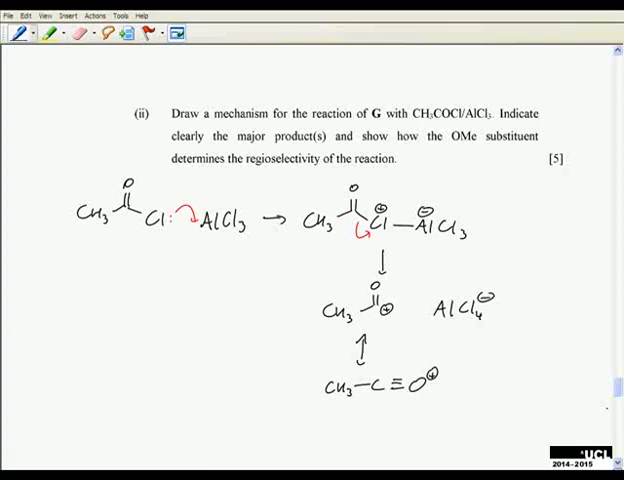 File Edit View Insert Actions Tools Help
(ii) Draw a mechanism for the reaction of G with CH₃COCl/AlCl₃. Indicate
clearly the major product(s) and show how the OMe substituent
determines the regioselectivity of the reaction. [5]
O O ⊕ ⊖
CH₃ Cl: AlCl₃ → CH₃ Cl — AlCl₃
O
CH₃ ⊕ AlCl₄⊖
CH₃—C≡O⊕
UCL
2014-2015